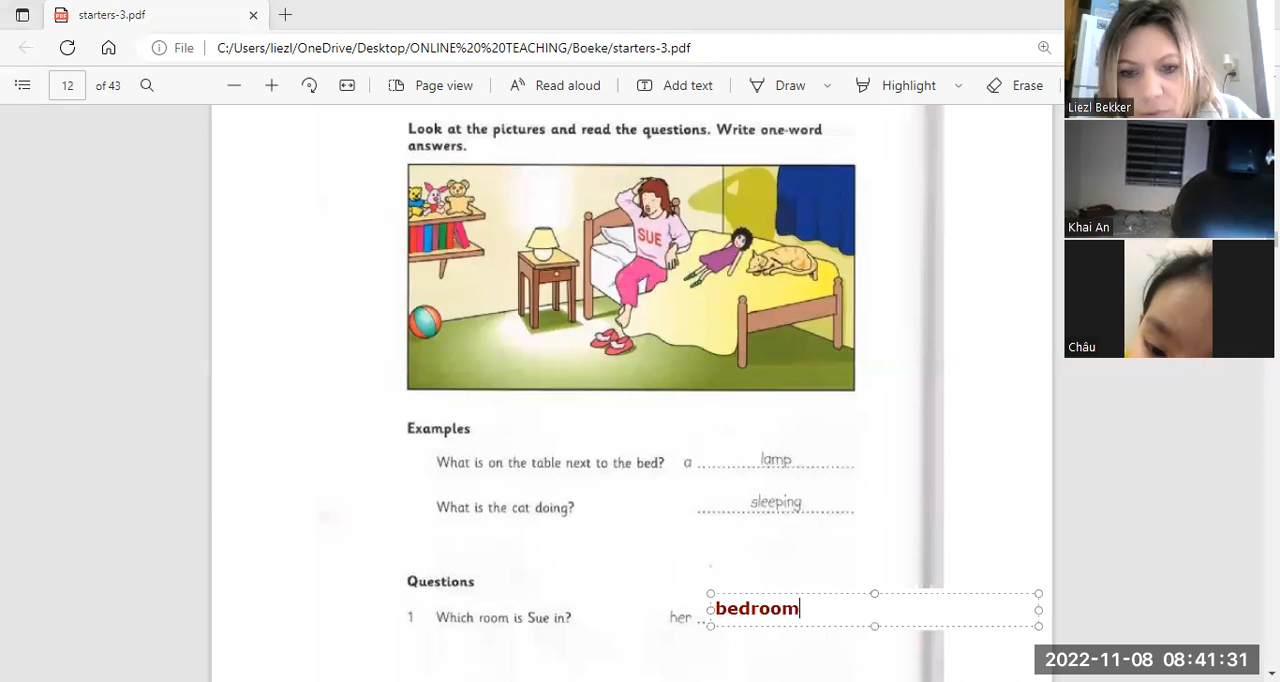 starters-3.pdf
File C:/Users/liezl/OneDrive/Desktop/ONLINE%20%20TEACHING/Boeke/starters-3.pdf
12 of 43 Page view Read aloud Add text Draw Highlight Erase
Liezl Bekker
Khai An
Châu
Look at the pictures and read the questions. Write one-word
answers.
SUE
Examples
What is on the table next to the bed? a lamp
What is the cat doing? sleeping
Questions
1 Which room is Sue in? her .. bedroom
2022-11-08 08:41:31